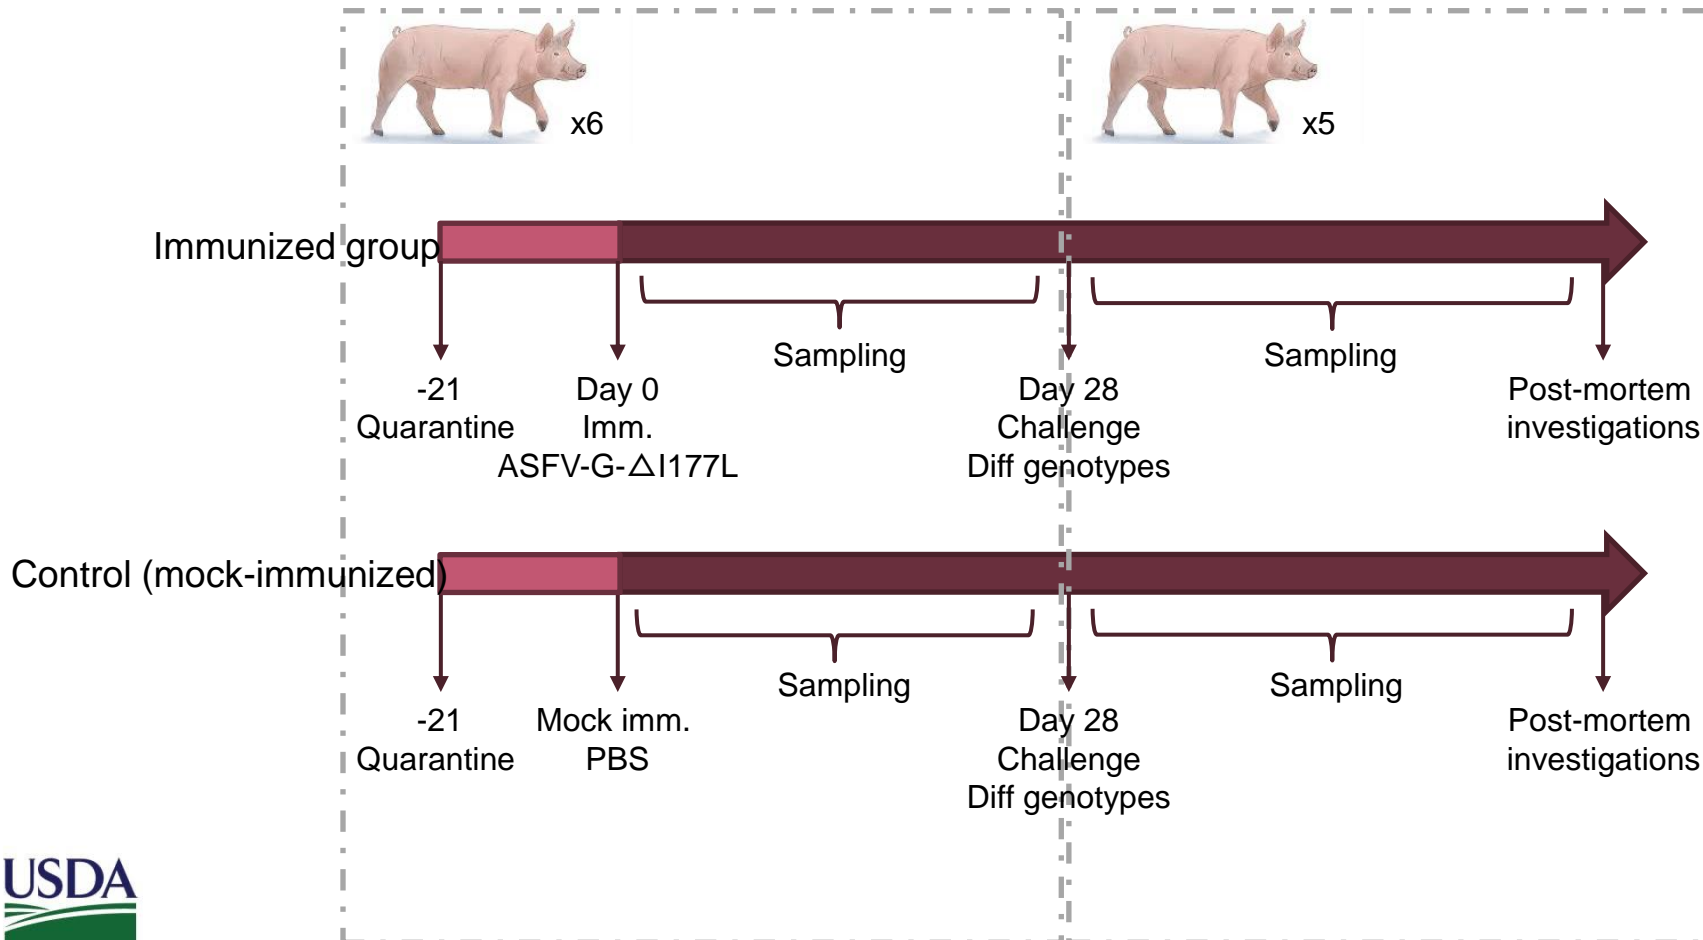 x6
x5
Immunized group
Sampling
Sampling
-21
Quarantine
Day 0
Imm.
ASFV-G-△I177L
Day 28
Challenge
Diff genotypes
Post-mortem
investigations
Control (mock-immunized)
Sampling
Sampling
-21
Quarantine
Mock imm.
PBS
Day 28
Challenge
Diff genotypes
Post-mortem
investigations
USDA